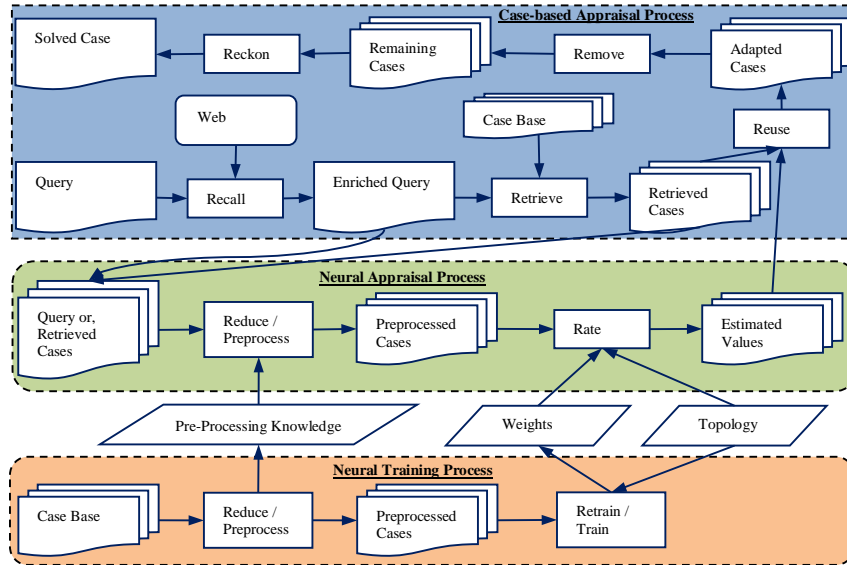 Case-based Appraisal Process
Solved Case
Reckon
Remaining
Cases
Remove
Adapted
Cases
Web
Case Base
Reuse
Query
Recall
Enriched Query
Retrieve
Retrieved
Cases
Neural Appraisal Process
Query or,
Retrieved
Cases
Reduce /
Preprocess
Preprocessed
Cases
Rate
Estimated
Values
Pre-Processing Knowledge
Weights
Topology
Neural Training Process
Case Base
Reduce /
Preprocess
Preprocessed
Cases
Retrain /
Train